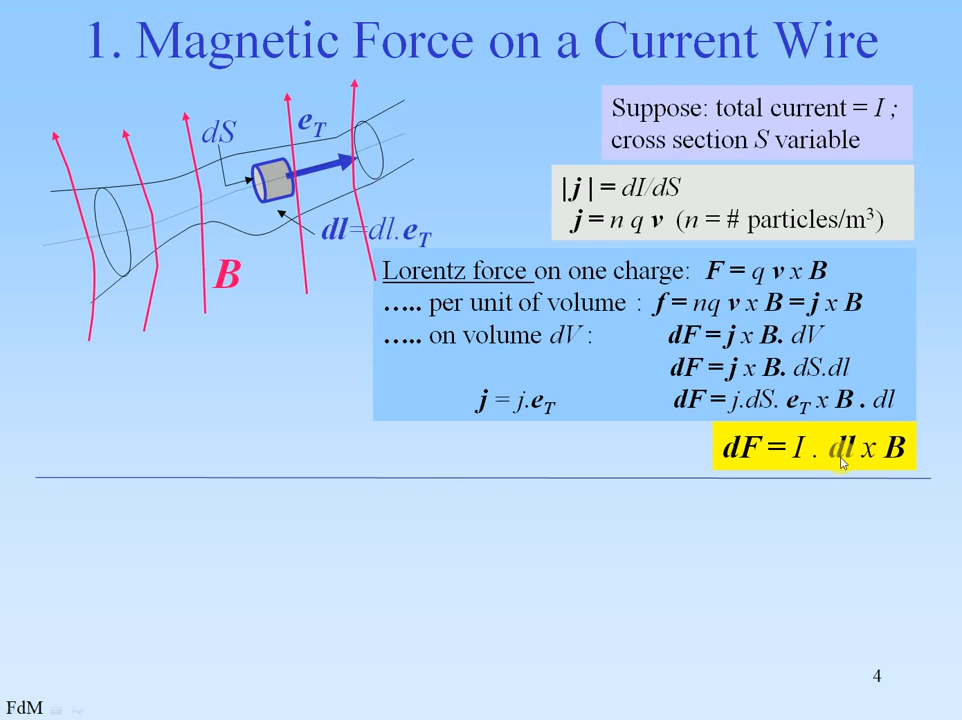 1. Magnetic Force on a Current Wire
dS
e_T
dl=dl.e_T
B
Suppose: total current = I ;
cross section S variable
| j | = dI/dS
j = n q v (n = # particles/m³)
Lorentz force on one charge: F = q v x B
….. per unit of volume : f = nq v x B = j x B
….. on volume dV : dF = j x B. dV
dF = j x B. dS.dl
j = j.e_T dF = j.dS. e_T x B . dl
dF = I . dl x B
4
FdM